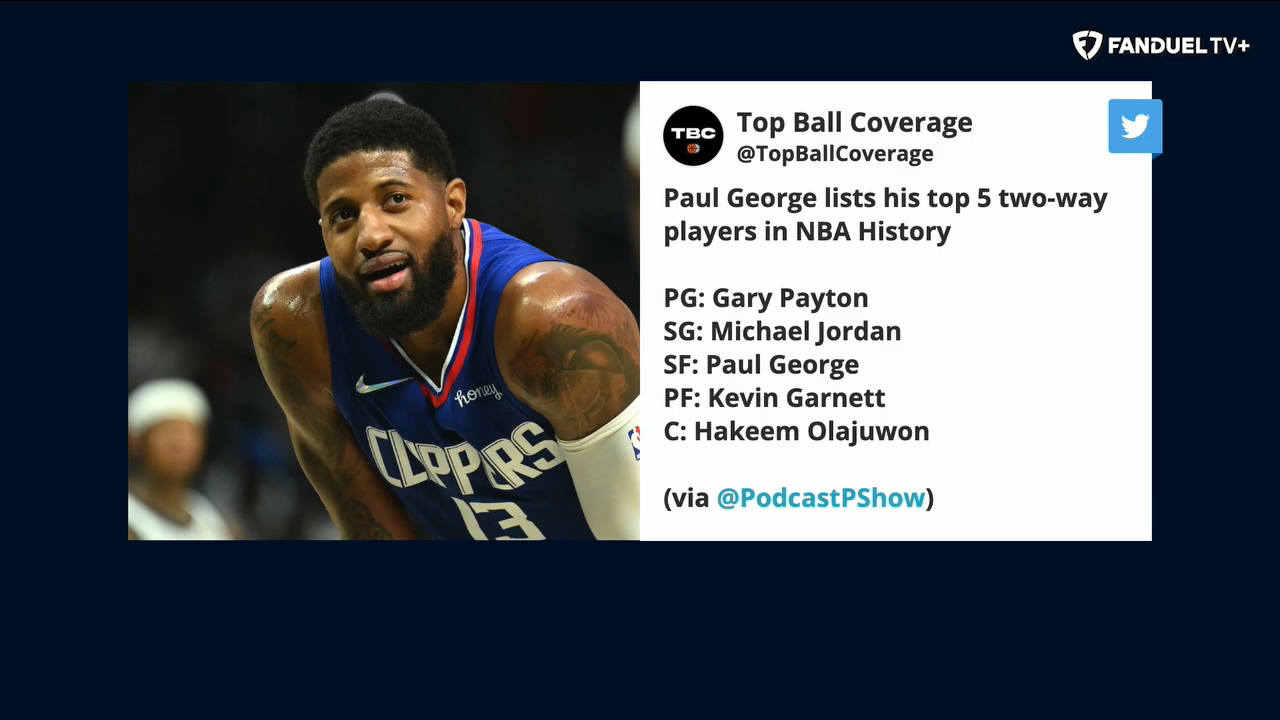 FANDUEL TV+
TBC
Top Ball Coverage
@TopBallCoverage
Paul George lists his top 5 two-way
players in NBA History
PG: Gary Payton
SG: Michael Jordan
SF: Paul George
PF: Kevin Garnett
C: Hakeem Olajuwon
(via @PodcastPShow)
honey
CLIPPERS
13